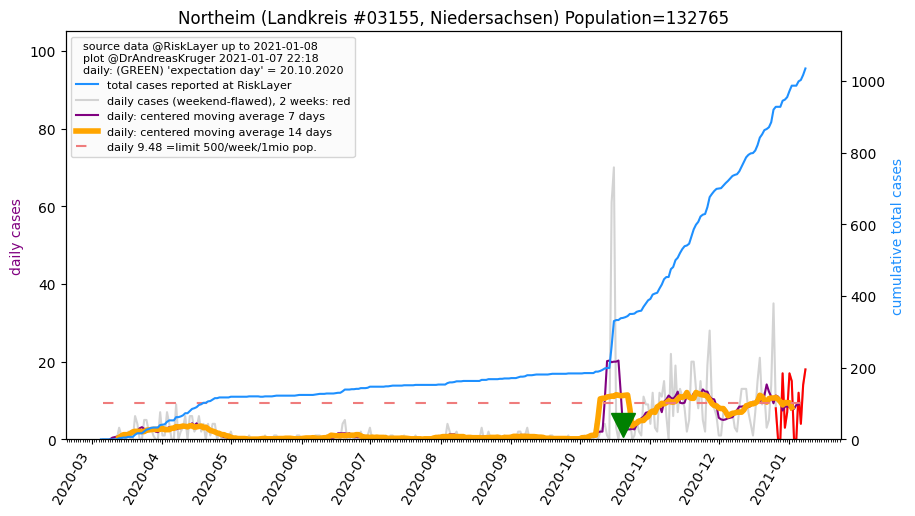 Northeim (Landkreis #03155, Niedersachsen) Population=132765
source data @RiskLayer up to 2021-01-08
plot @DrAndreasKruger 2021-01-07 22:18
daily: (GREEN) 'expectation day' = 20.10.2020
total cases reported at RiskLayer
daily cases (weekend-flawed), 2 weeks: red
daily: centered moving average 7 days
daily: centered moving average 14 days
daily 9.48 =limit 500/week/1mio pop.
daily cases
100
80
60
40
20
0
cumulative total cases
1000
800
600
400
200
0
2020-03
2020-04
2020-05
2020-06
2020-07
2020-08
2020-09
2020-10
2020-11
2020-12
2021-01